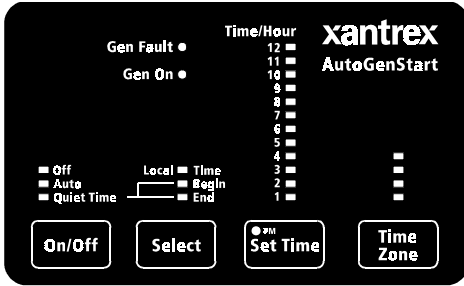 xantrex
AutoGenStart
Gen Fault
Gen On
Time/Hour
12
11
10
9
8
7
6
5
4
3
2
1
Off
Auto
Quiet Time
Local Time
Begin
End
On/Off
Select
PM
Set Time
Time
Zone